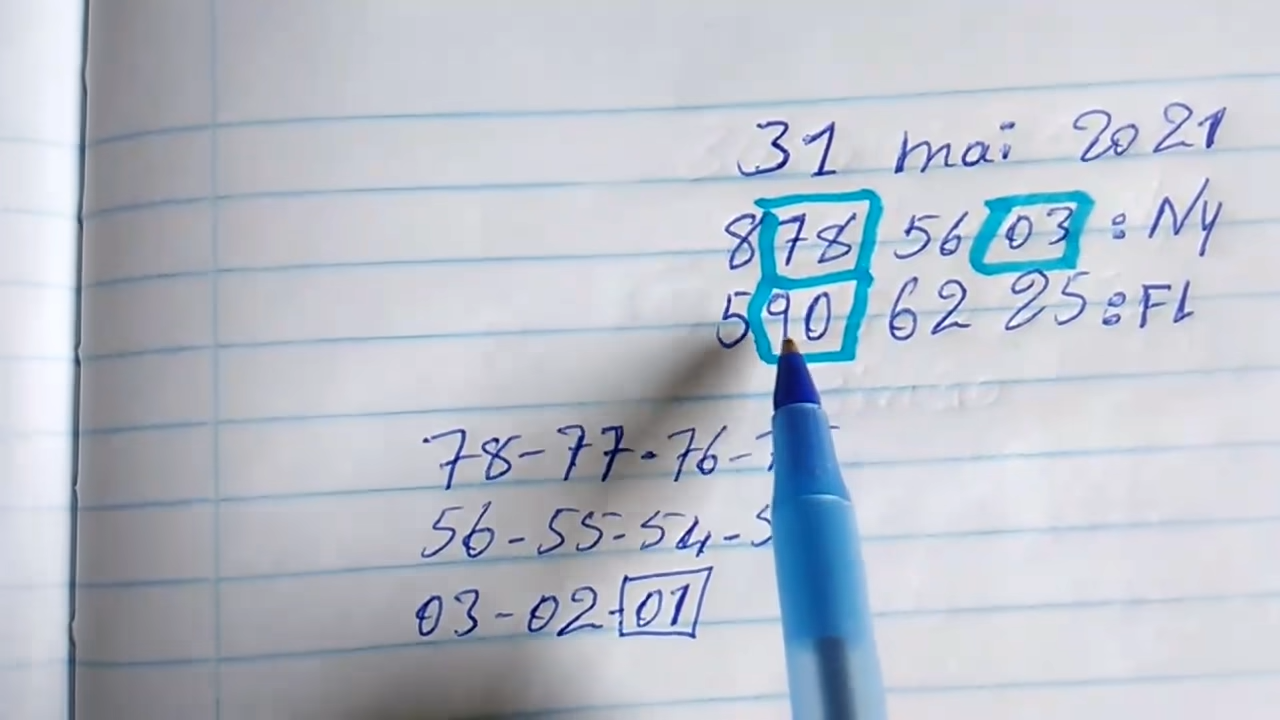 31 mai 2021
878 56 03 : Ny
590 62 25 : FL
78-77-76-
56-55-54-5
03-02-01